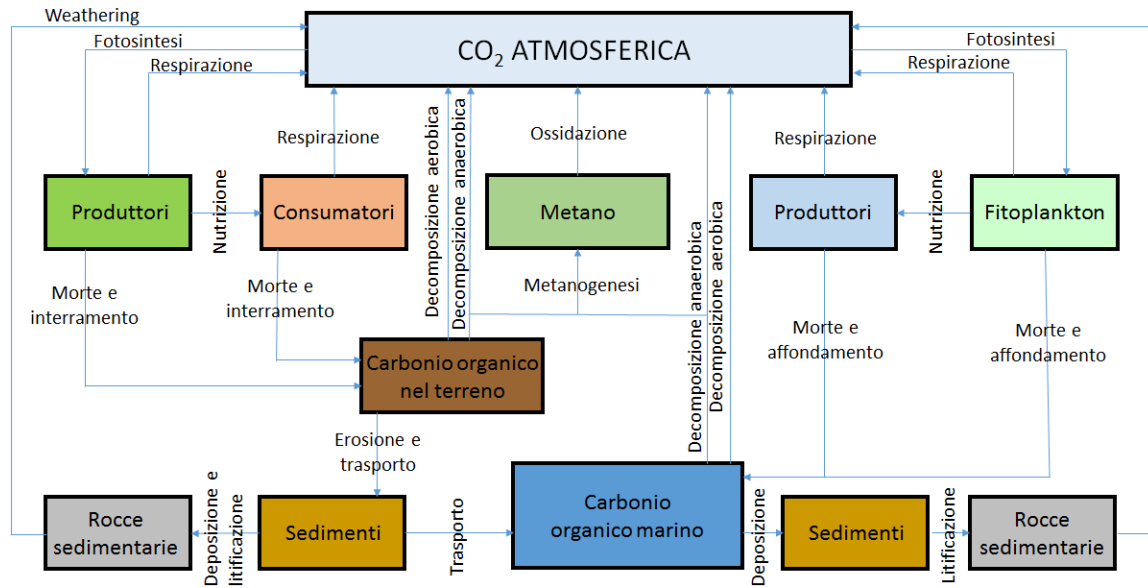 Weathering
Fotosintesi
Respirazione
CO₂ ATMOSFERICA
Fotosintesi
Respirazione
Respirazione
Decomposizione aerobica
Decomposizione anaerobica
Ossidazione
Respirazione
Produttori
Nutrizione
Consumatori
Metano
Produttori
Nutrizione
Fitoplankton
Morte e
interramento
Morte e
interramento
Metanogenesi
Decomposizione anaerobica
Decomposizione aerobica
Morte e
affondamento
Morte e
affondamento
Carbonio organico
nel terreno
Erosione e
trasporto
Rocce
sedimentarie
Deposizione e
litificazione
Sedimenti
Trasporto
Carbonio
organico marino
Deposizione
Sedimenti
Litificazione
Rocce
sedimentarie